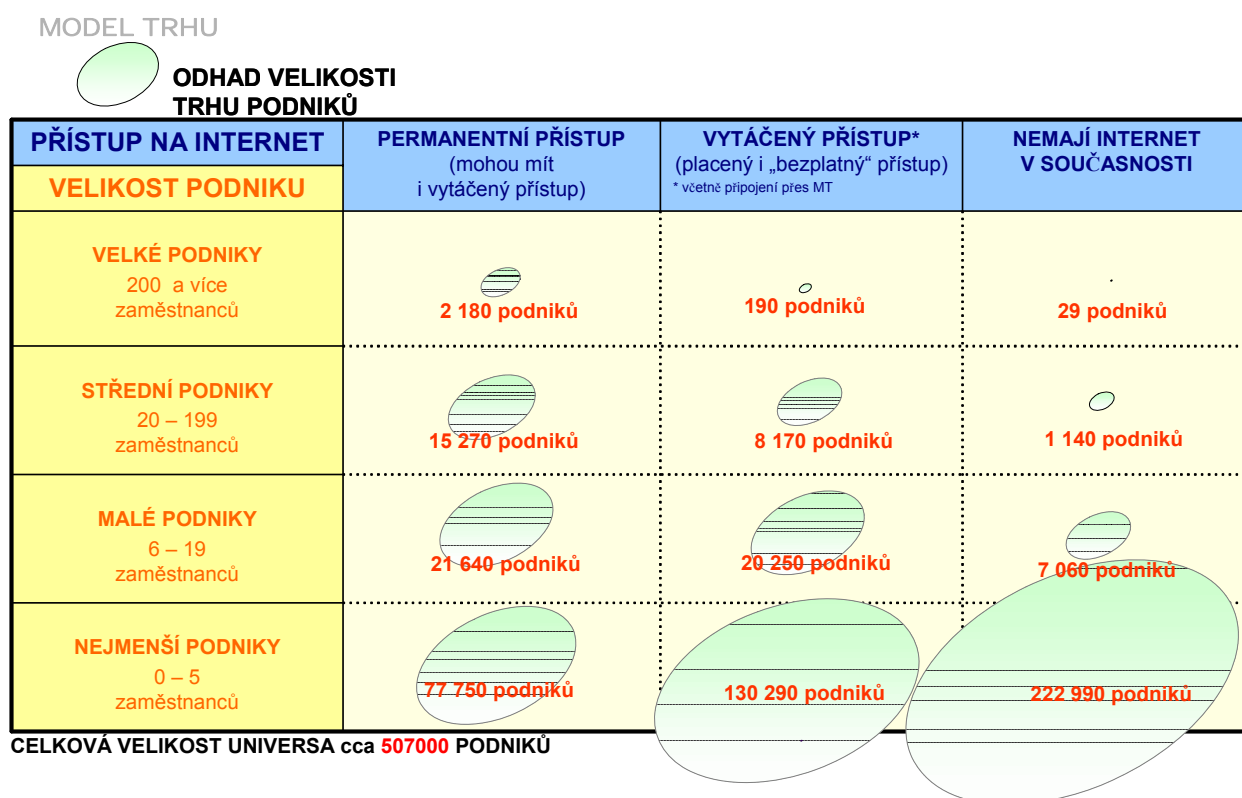 MODEL TRHU
ODHAD VELIKOSTI
TRHU PODNIKŮ
PŘÍSTUP NA INTERNET
VELIKOST PODNIKU
PERMANENTNÍ PŘÍSTUP
(mohou mít
i vytáčený přístup)
VYTÁČENÝ PŘÍSTUP*
(placený i „bezplatný“ přístup)
* včetně připojení přes MT
NEMAJÍ INTERNET
V SOUČASNOSTI
VELKÉ PODNIKY
200 a více
zaměstnanců
2 180 podniků
190 podniků
29 podniků
STŘEDNÍ PODNIKY
20 – 199
zaměstnanců
15 270 podniků
8 170 podniků
1 140 podniků
MALÉ PODNIKY
6 – 19
zaměstnanců
21 640 podniků
20 250 podniků
7 060 podniků
NEJMENŠÍ PODNIKY
0 – 5
zaměstnanců
77 750 podniků
130 290 podniků
222 990 podniků
CELKOVÁ VELIKOST UNIVERSA cca 507000 PODNIKŮ